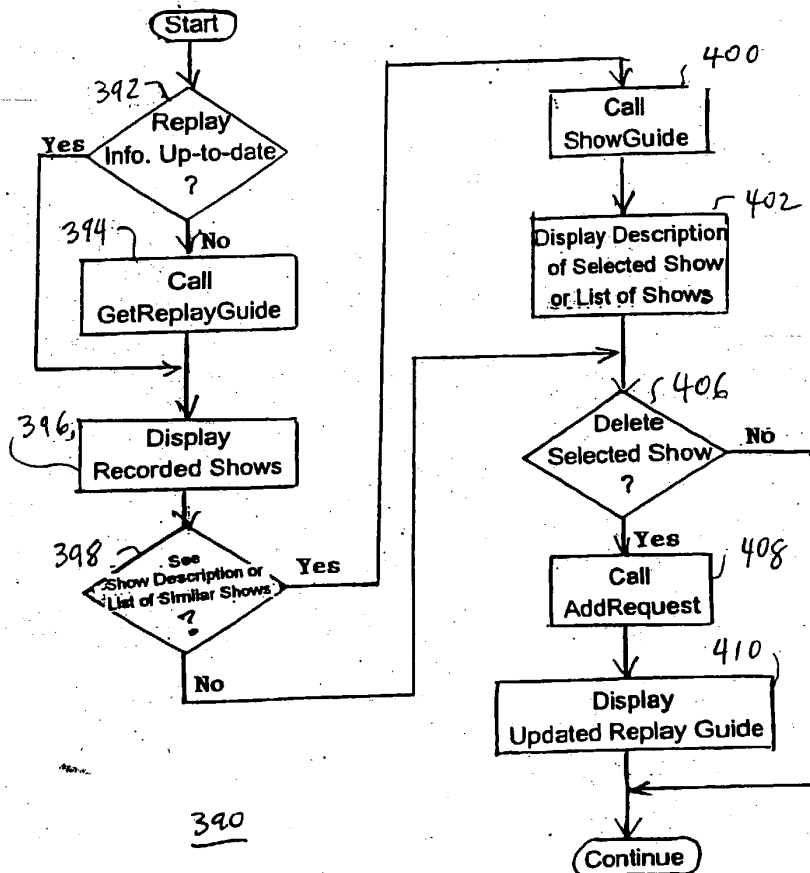 Start
392
Replay
Info. Up-to-date
?
Yes
No
394
Call
GetReplayGuide
396
Display
Recorded Shows
398
See
Show Description or
List of Similar Shows
?
Yes
No
400
Call
ShowGuide
402
Display Description
of Selected Show
or List of Shows
406
Delete
Selected Show
?
No
Yes
408
Call
AddRequest
410
Display
Updated Replay Guide
Continue
390